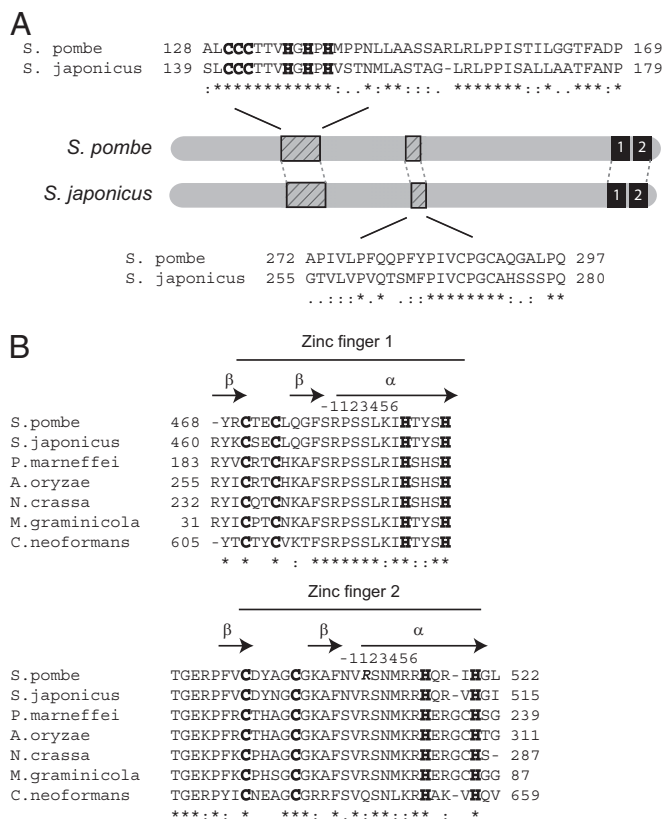 A
S. pombe 128 ALCCCTTVHGHPHMPPNLLAASSARLRLPPISTILGGTFADP 169
S. japonicus 139 SLCCCTTVHGHPHVSTNMLASTAG-LRLPPISALLAATFANP 179
:************:..*:**:::. *******::*..***:*
S. pombe
1 2
S. japonicus
1 2
S. pombe 272 APIVLPFQQPFYPIVCPGCAQGALPQ 297
S. japonicus 255 GTVLVPVQTSMFPIVCPGCAHSSSPQ 280
..:::*.* .::********:.: **
B
Zinc finger 1
β β α
-1123456
S.pombe 468 -YRCTECLQGFSRPSSLKIHTYSH
S.japonicus 460 RYKCSECLQGFSRPSSLKIHTYSH
P.marneffei 183 RYVCRTCHKAFSRPSSLRIHSHSH
A.oryzae 255 RYICRTCHKAFSRPSSLRIHSHSH
N.crassa 232 RYICQTCNKAFSRPSSLRIHSHSH
M.graminicola 31 RYICPTCNKAFSRPSSLKIHTYSH
C.neoformans 605 -YTCTYCVKTFSRPSSLKIHTYSH
* * * : *******:**::**
Zinc finger 2
β β α
-1123456
S.pombe TGERPFVCDYAGCGKAFNVRSNMRRHQR-IHGL 522
S.japonicus TGERPFVCDYNGCGKAFNVRSNMRRHQR-VHGI 515
P.marneffei TGEKPFRCTHAGCGKAFSVRSNMKRHERGCHSG 239
A.oryzae TGEKPFRCTHAGCGKAFSVRSNMKRHERGCHTG 311
N.crassa TGEKPFKCPHAGCGKAFSVRSNMKRHERGCHS- 287
M.graminicola TGEKPFKCPHSGCGKAFSVRSNMKRHERGCHGG 87
C.neoformans TGERPYICNEAGCGRRFSVQSNLKRHAK-VHQV 659
***:*: * ***: *.*:**::** : *